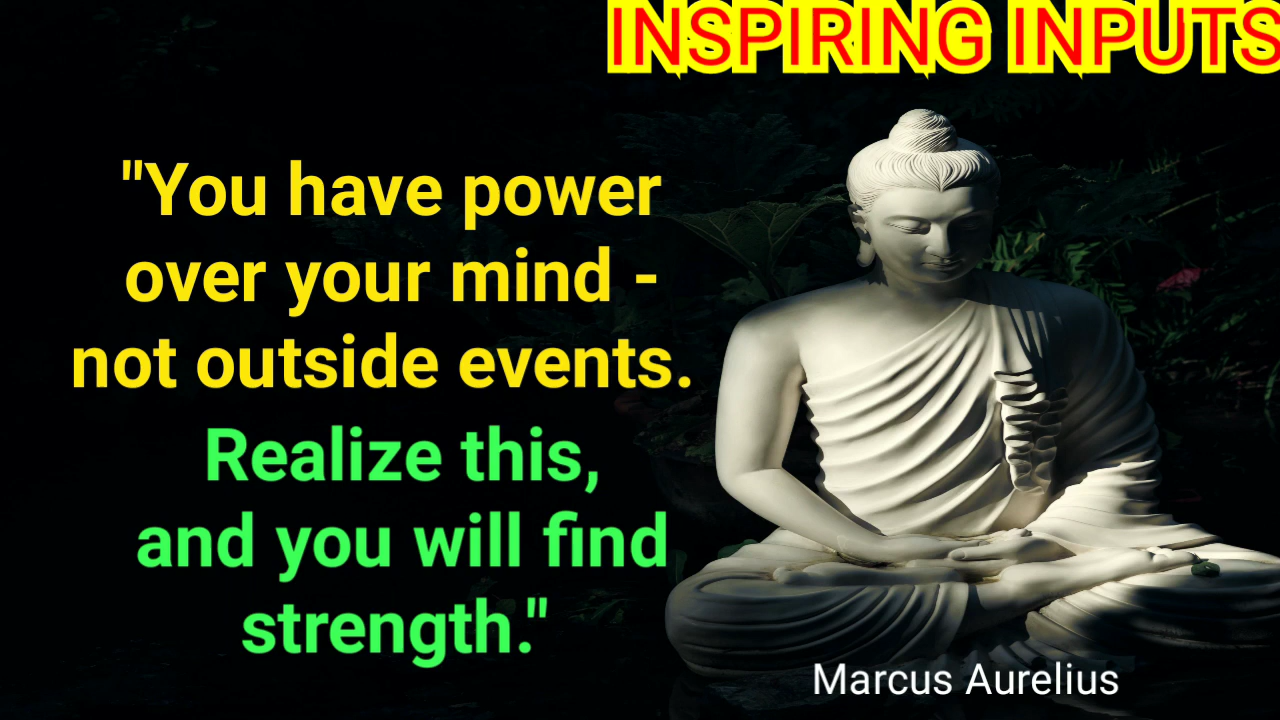 INSPIRING INPUTS
"You have power
over your mind -
not outside events.
Realize this,
and you will find
strength."
Marcus Aurelius